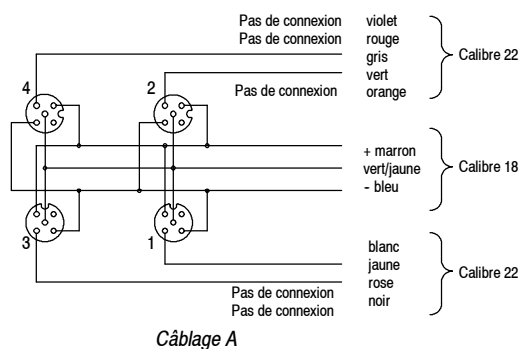 Pas de connexion violet
Pas de connexion rouge
gris
vert
Pas de connexion orange
Calibre 22
4
2
+ marron
vert/jaune
- bleu
Calibre 18
3
1
blanc
jaune
rose
Pas de connexion noir
Pas de connexion
Calibre 22
Câblage A